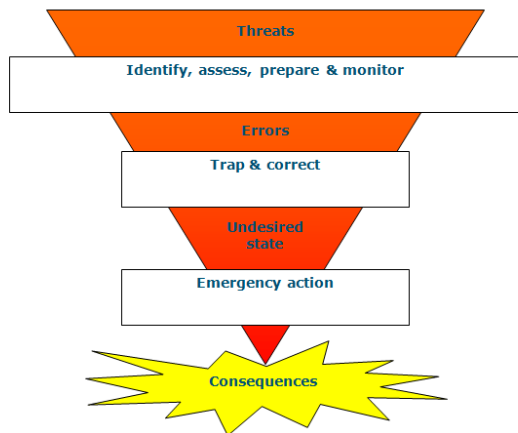 Threats
Identify, assess, prepare & monitor
Errors
Trap & correct
Undesired
state
Emergency action
Consequences